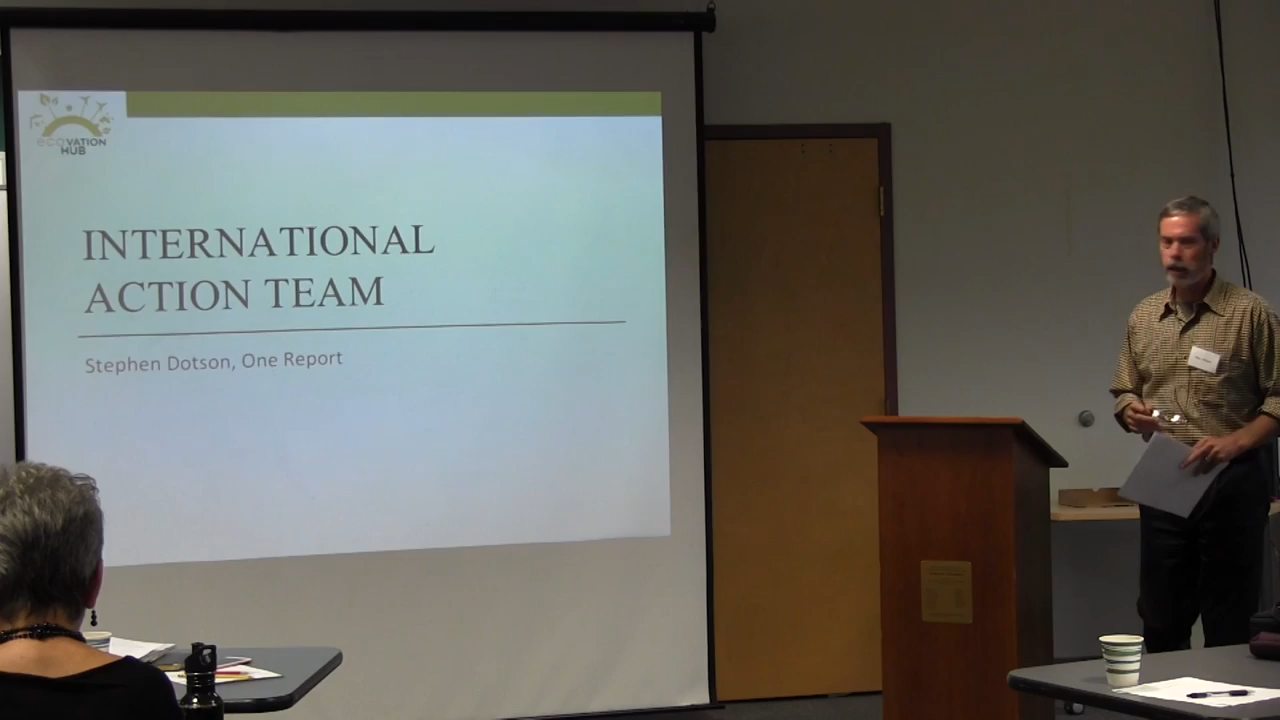 ecovation
HUB
INTERNATIONAL
ACTION TEAM
Stephen Dotson, One Report